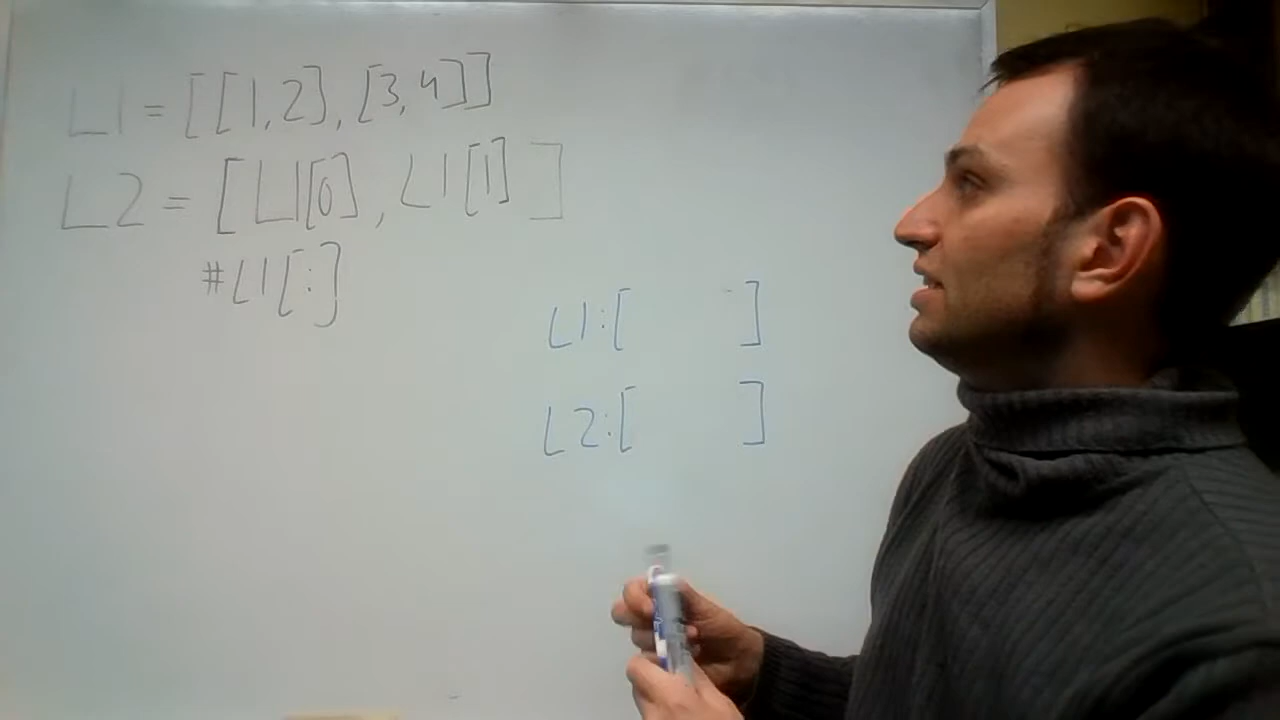 L1 = [[1,2], [3,4]]
L2 = [L1[0], L1[1] ]
#L1[:]
L1:[ ]
L2:[ ]